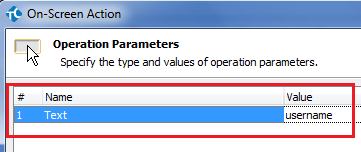 On-Screen Action
Operation Parameters
Specify the type and values of operation parameters.
# Name Value
1 Text username